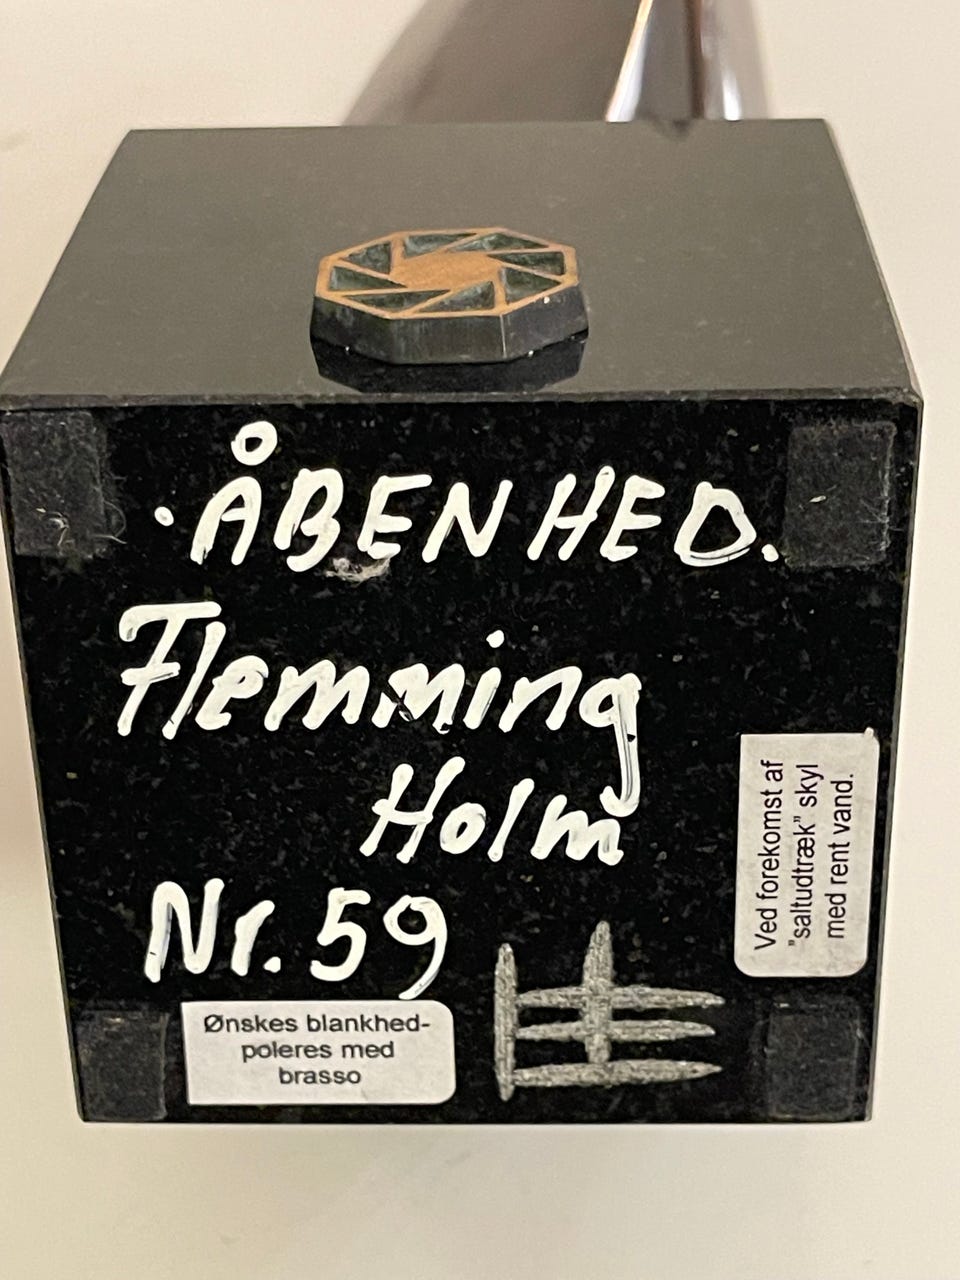 ÅBENHED.
Flemming
Holm
Nr. 59
Ved forekomst af
"saltudtræk" skyl
med rent vand.
Ønskes blankhed-
poleres med
brasso